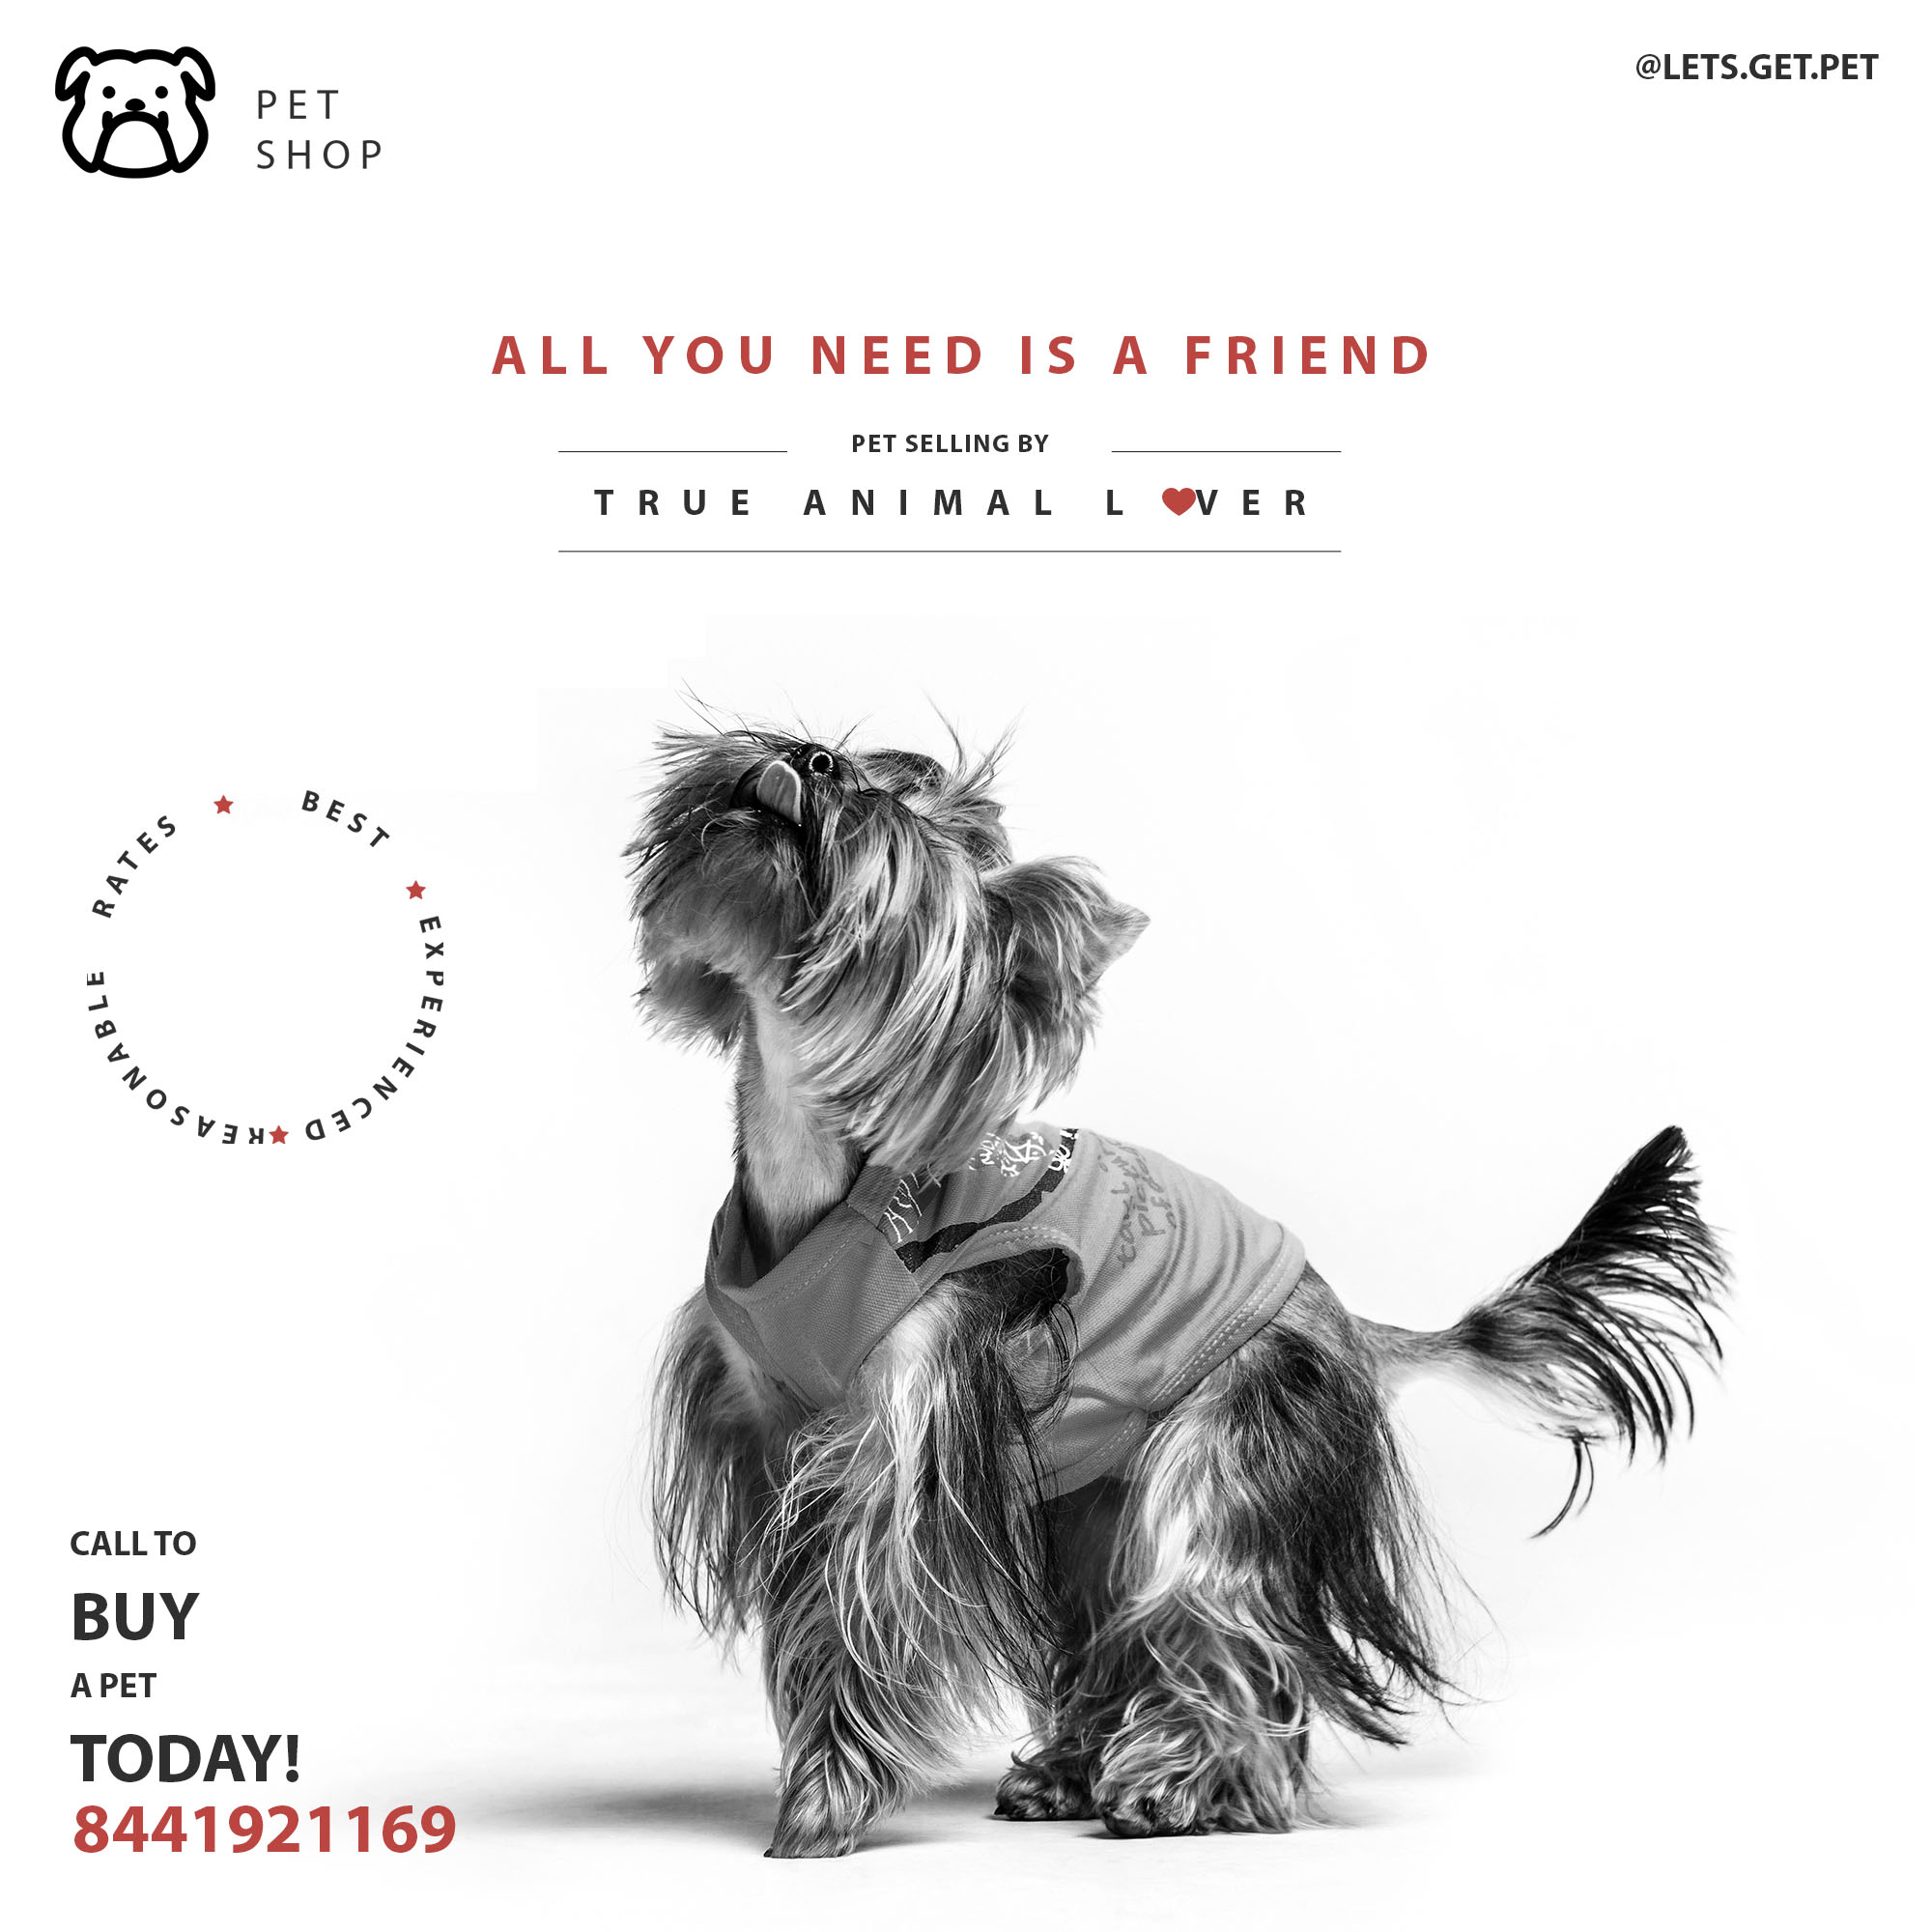 PET
SHOP
@LETS.GET.PET
ALL YOU NEED IS A FRIEND
PET SELLING BY
TRUE ANIMAL L❤VER
BEST ★ EXPERIENCED ★ REASONABLE RATES ★
CALL TO
BUY
A PET
TODAY!
8441921169